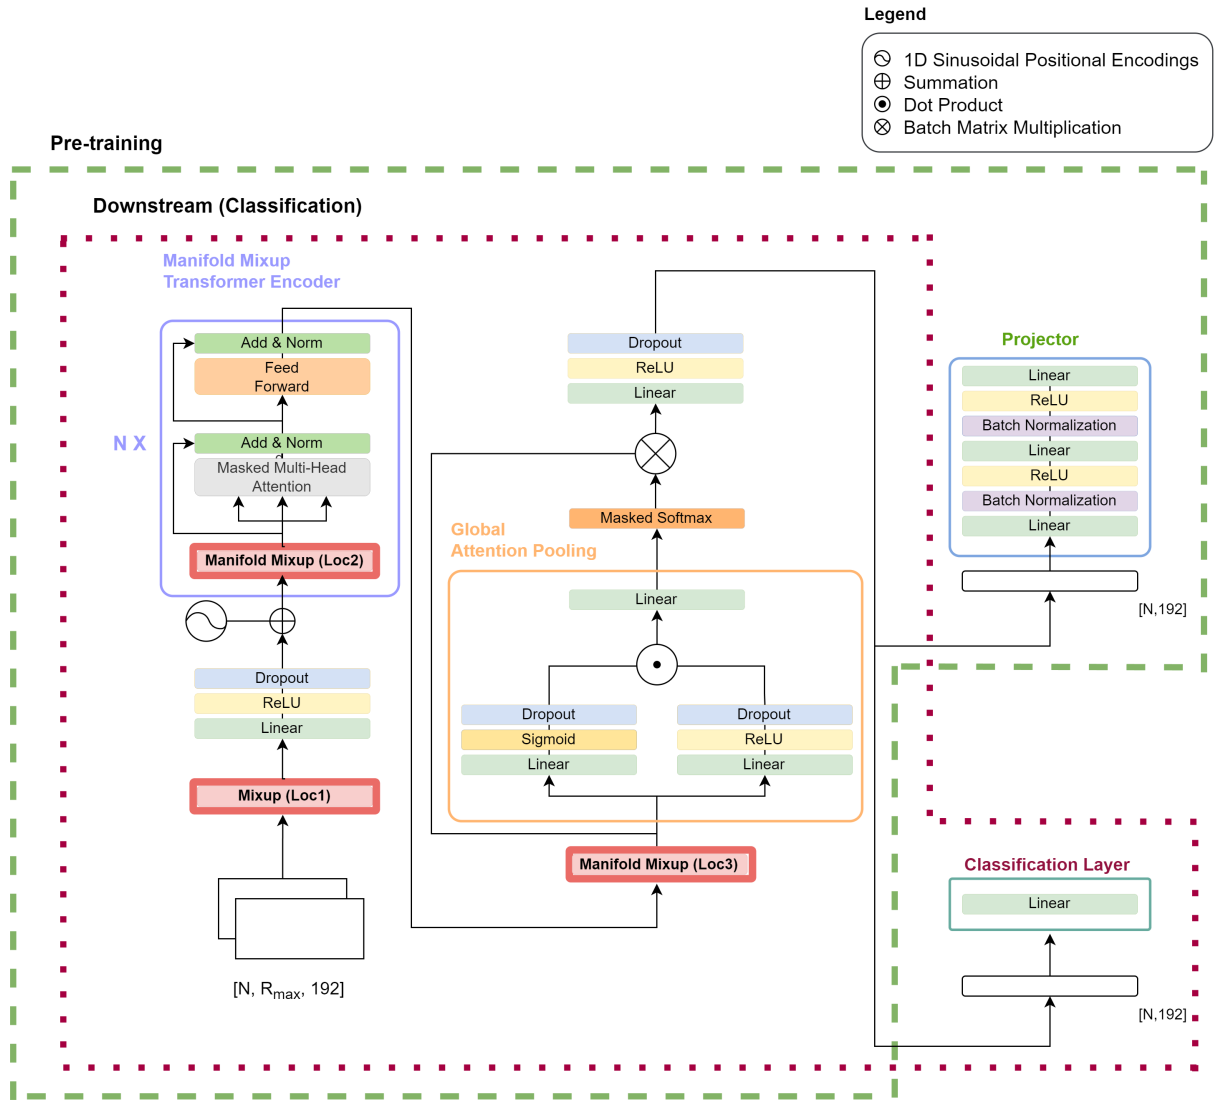 Legend
1D Sinusoidal Positional Encodings
Summation
Dot Product
Batch Matrix Multiplication
Pre-training
Downstream (Classification)
Manifold Mixup
Transformer Encoder
Add & Norm
Feed
Forward
N X
Add & Norm
Masked Multi-Head
Attention
Manifold Mixup (Loc2)
Dropout
ReLU
Linear
Mixup (Loc1)
[N, Rmax, 192]
Dropout
ReLU
Linear
Masked Softmax
Global
Attention Pooling
Linear
Dropout
Sigmoid
Linear
Dropout
ReLU
Linear
Manifold Mixup (Loc3)
Projector
Linear
ReLU
Batch Normalization
Linear
ReLU
Batch Normalization
Linear
[N,192]
Classification Layer
Linear
[N,192]